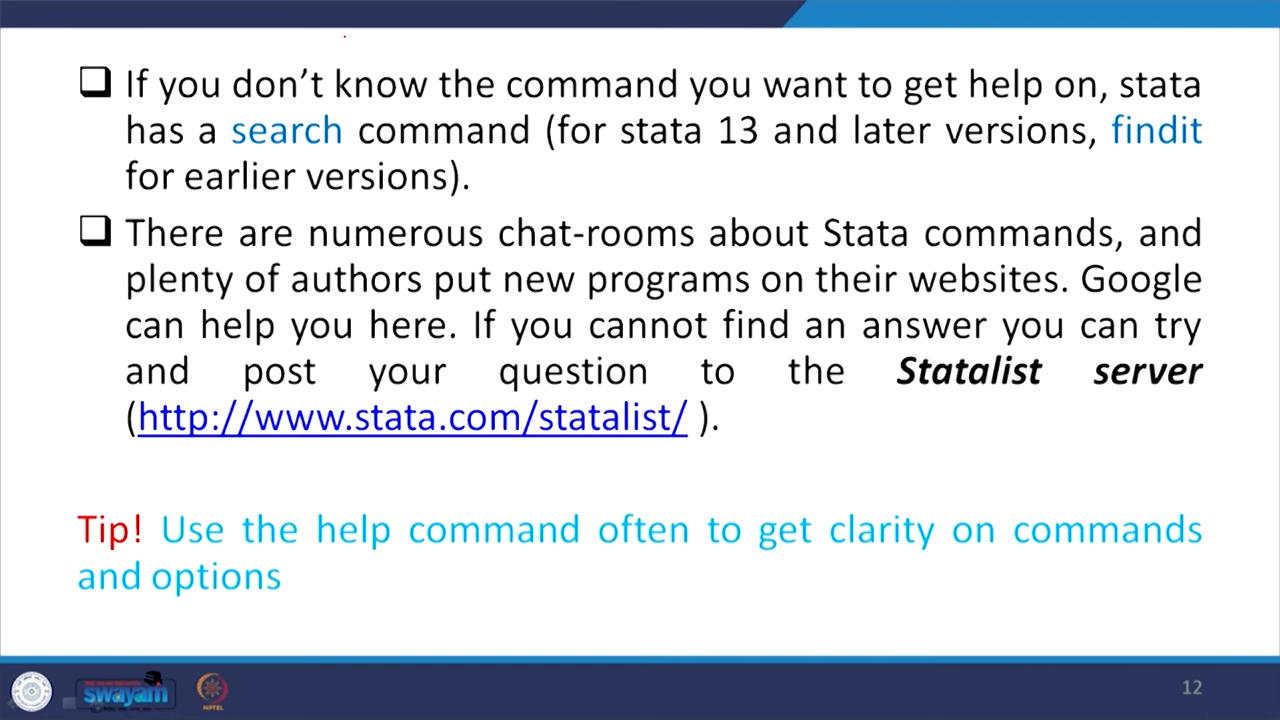 If you don’t know the command you want to get help on, stata
has a search command (for stata 13 and later versions, findit
for earlier versions).
There are numerous chat-rooms about Stata commands, and
plenty of authors put new programs on their websites. Google
can help you here. If you cannot find an answer you can try
and post your question to the Statalist server
(http://www.stata.com/statalist/ ).
Tip! Use the help command often to get clarity on commands
and options
swayam
NPTEL
12